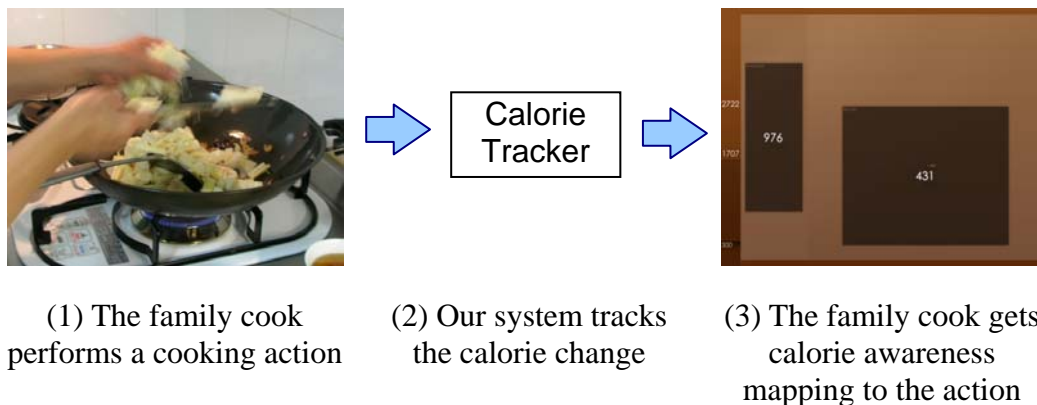 Calorie
Tracker
2722
976
1707
431
300
(1) The family cook
performs a cooking action
(2) Our system tracks
the calorie change
(3) The family cook gets
calorie awareness
mapping to the action